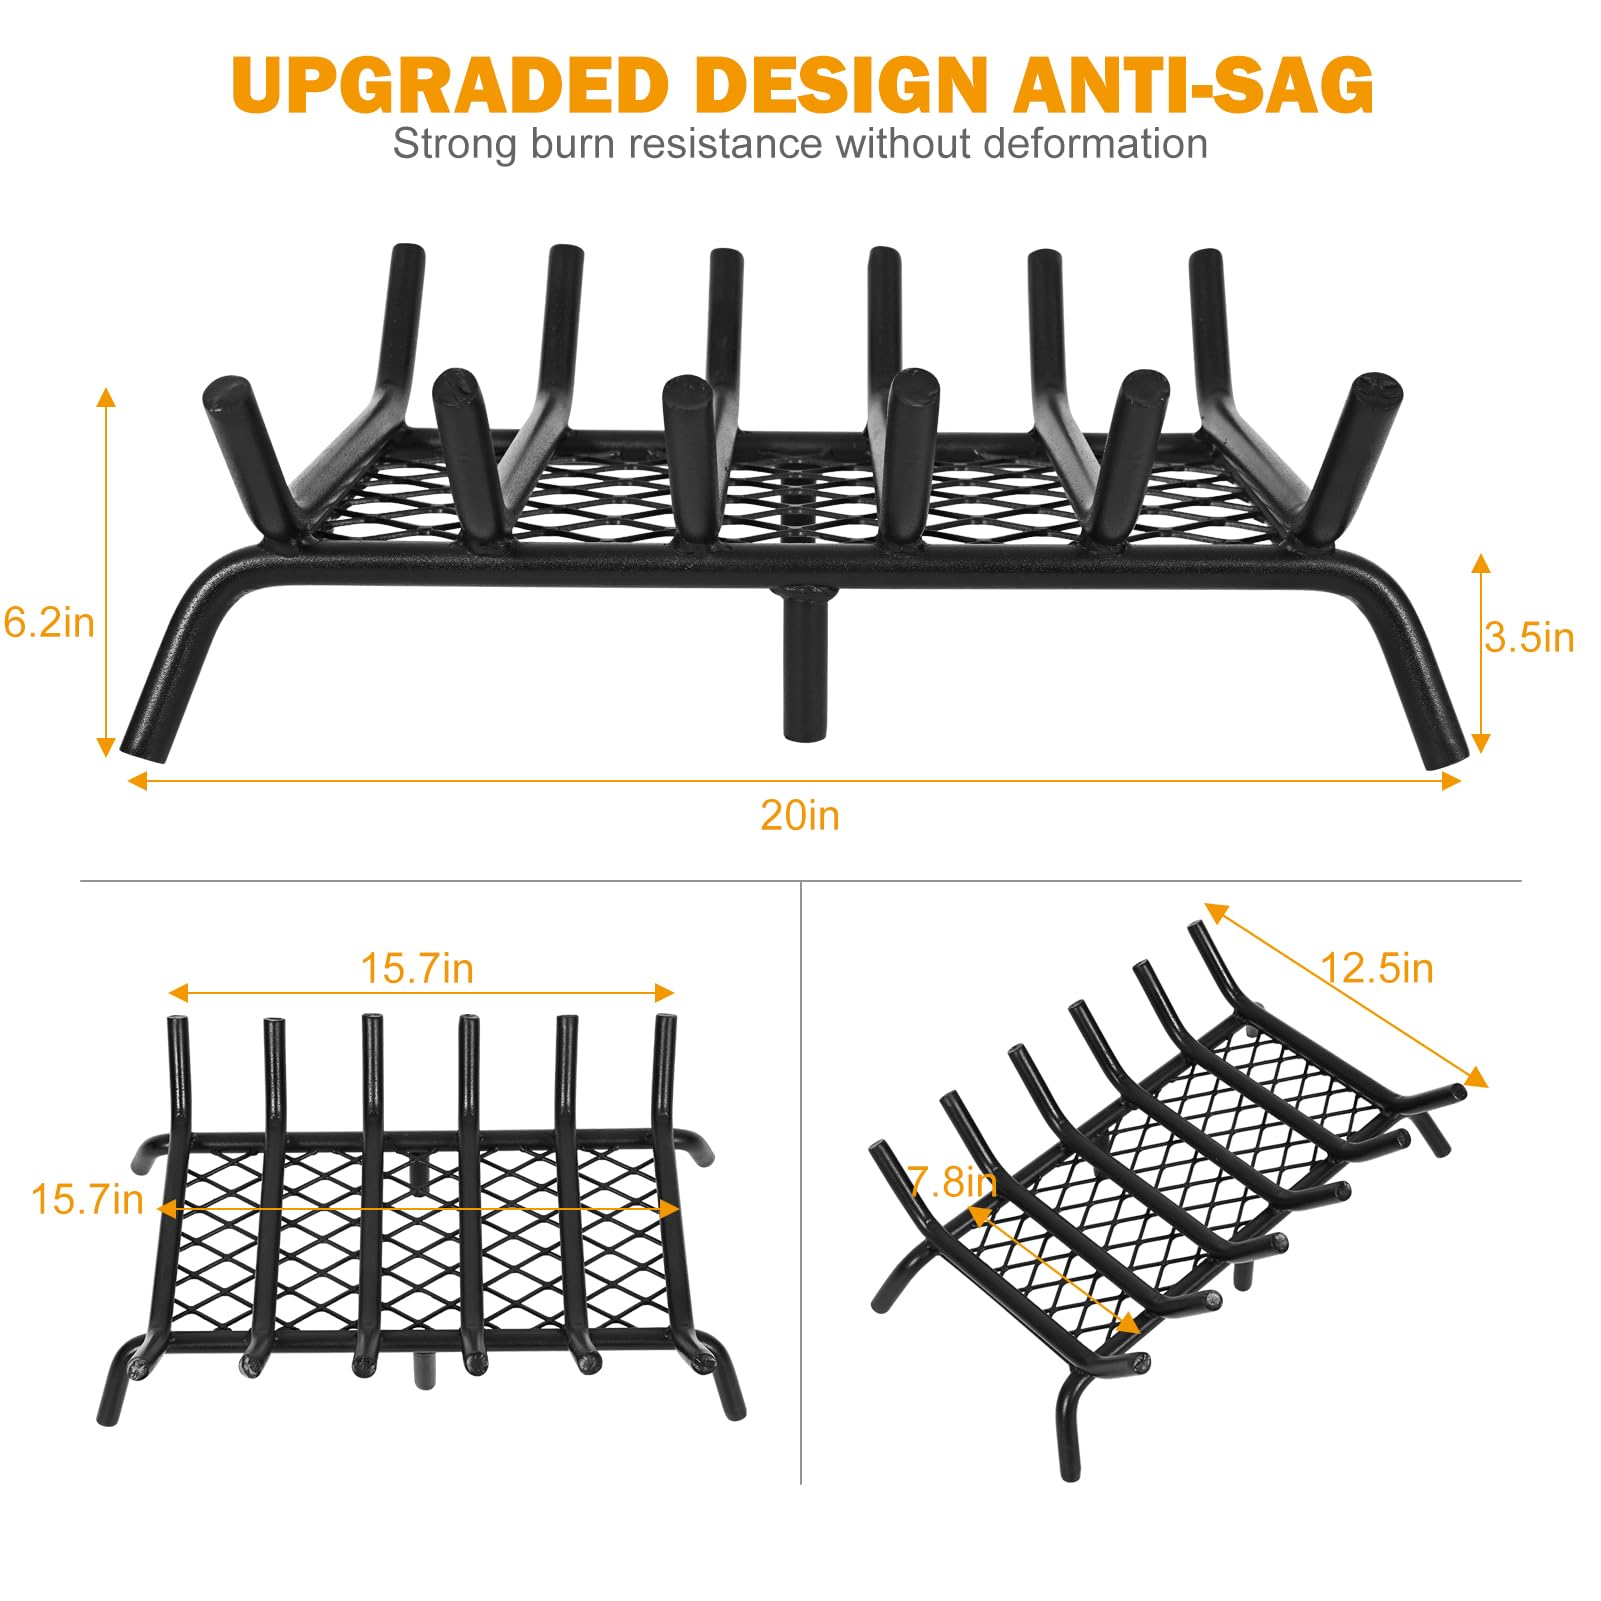 UPGRADED DESIGN ANTI-SAG
Strong burn resistance without deformation
6.2in
3.5in
20in
15.7in
15.7in
12.5in
7.8in